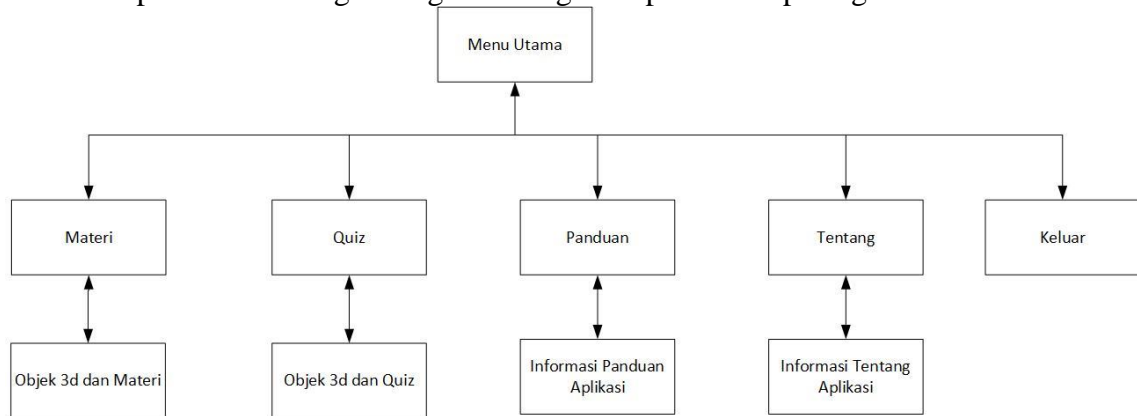 Menu Utama
Materi
Quiz
Panduan
Tentang
Keluar
Objek 3d dan Materi
Objek 3d dan Quiz
Informasi Panduan
Aplikasi
Informasi Tentang
Aplikasi